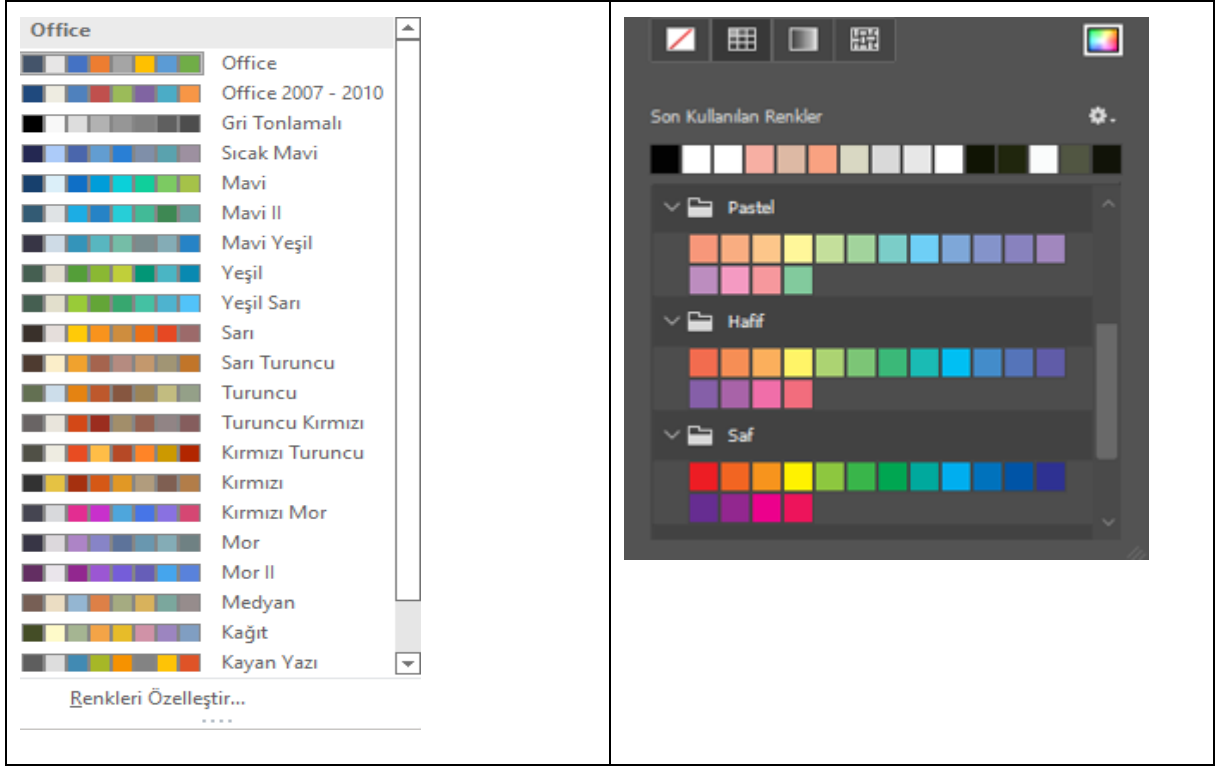 Office
Office
Office 2007 - 2010
Gri Tonlamalı
Sıcak Mavi
Mavi
Mavi II
Mavi Yeşil
Yeşil
Yeşil Sarı
Sarı
Sarı Turuncu
Turuncu
Turuncu Kırmızı
Kırmızı Turuncu
Kırmızı
Kırmızı Mor
Mor
Mor II
Medyan
Kağıt
Kayan Yazı
Renkleri Özelleştir...
Son Kullanılan Renkler
Pastel
Hafif
Saf